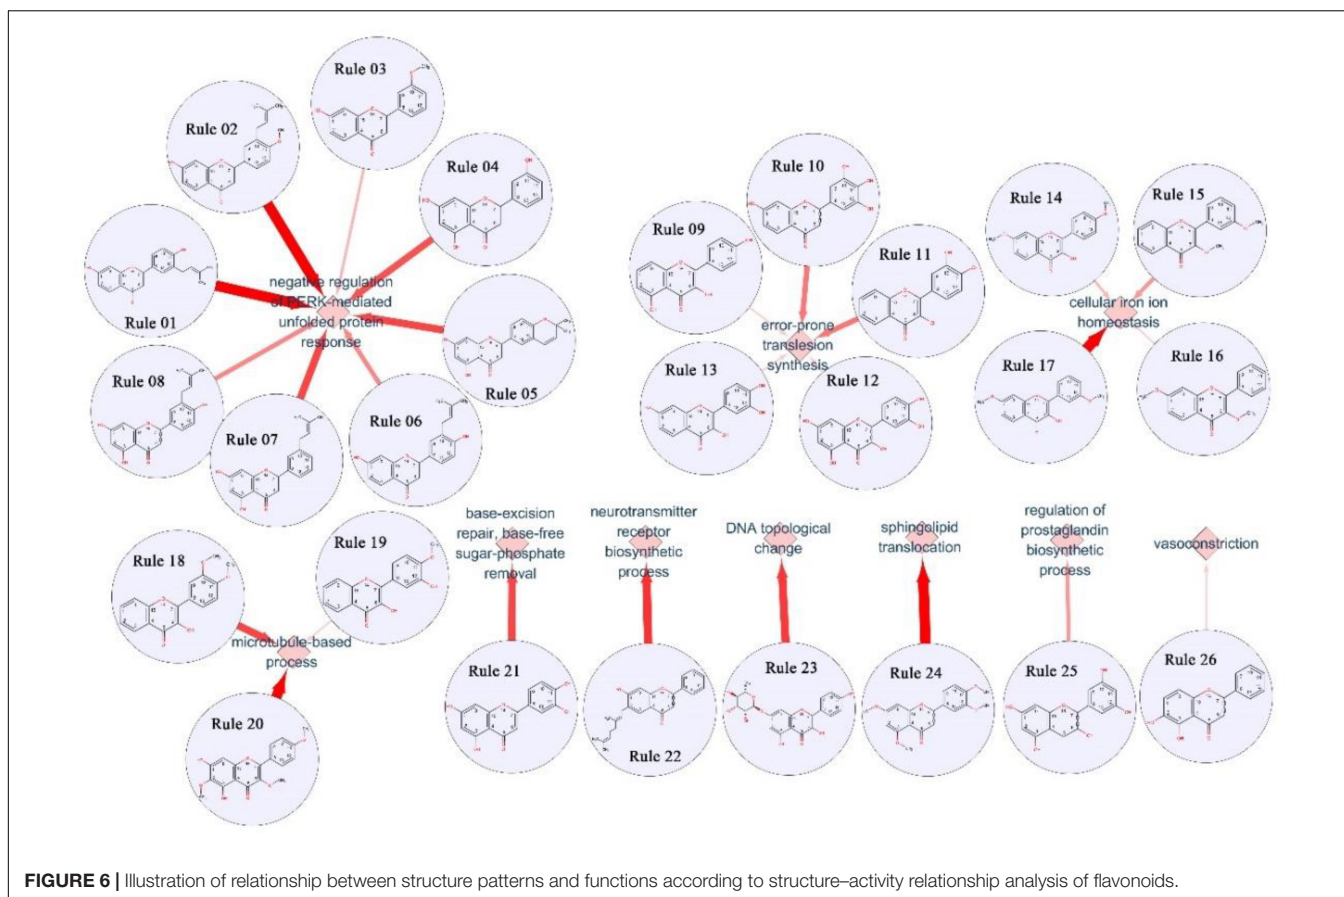 Rule 03
Rule 02
Rule 04
Rule 01
Rule 05
negative regulation
of PERK-mediated
unfolded protein
response
Rule 08
Rule 07
Rule 06
Rule 10
Rule 09
Rule 11
error-prone
translesion
synthesis
Rule 13
Rule 12
Rule 14
Rule 15
cellular iron ion
homeostasis
Rule 17
Rule 16
Rule 18
Rule 19
microtubule-based
process
Rule 20
base-excision
repair, base-free
sugar-phosphate
removal
Rule 21
neurotransmitter
receptor
biosynthetic
process
Rule 22
DNA topological
change
Rule 23
sphingolipid
translocation
Rule 24
regulation of
prostaglandin
biosynthetic
process
Rule 25
vasoconstriction
Rule 26
FIGURE 6 | Illustration of relationship between structure patterns and functions according to structure–activity relationship analysis of flavonoids.